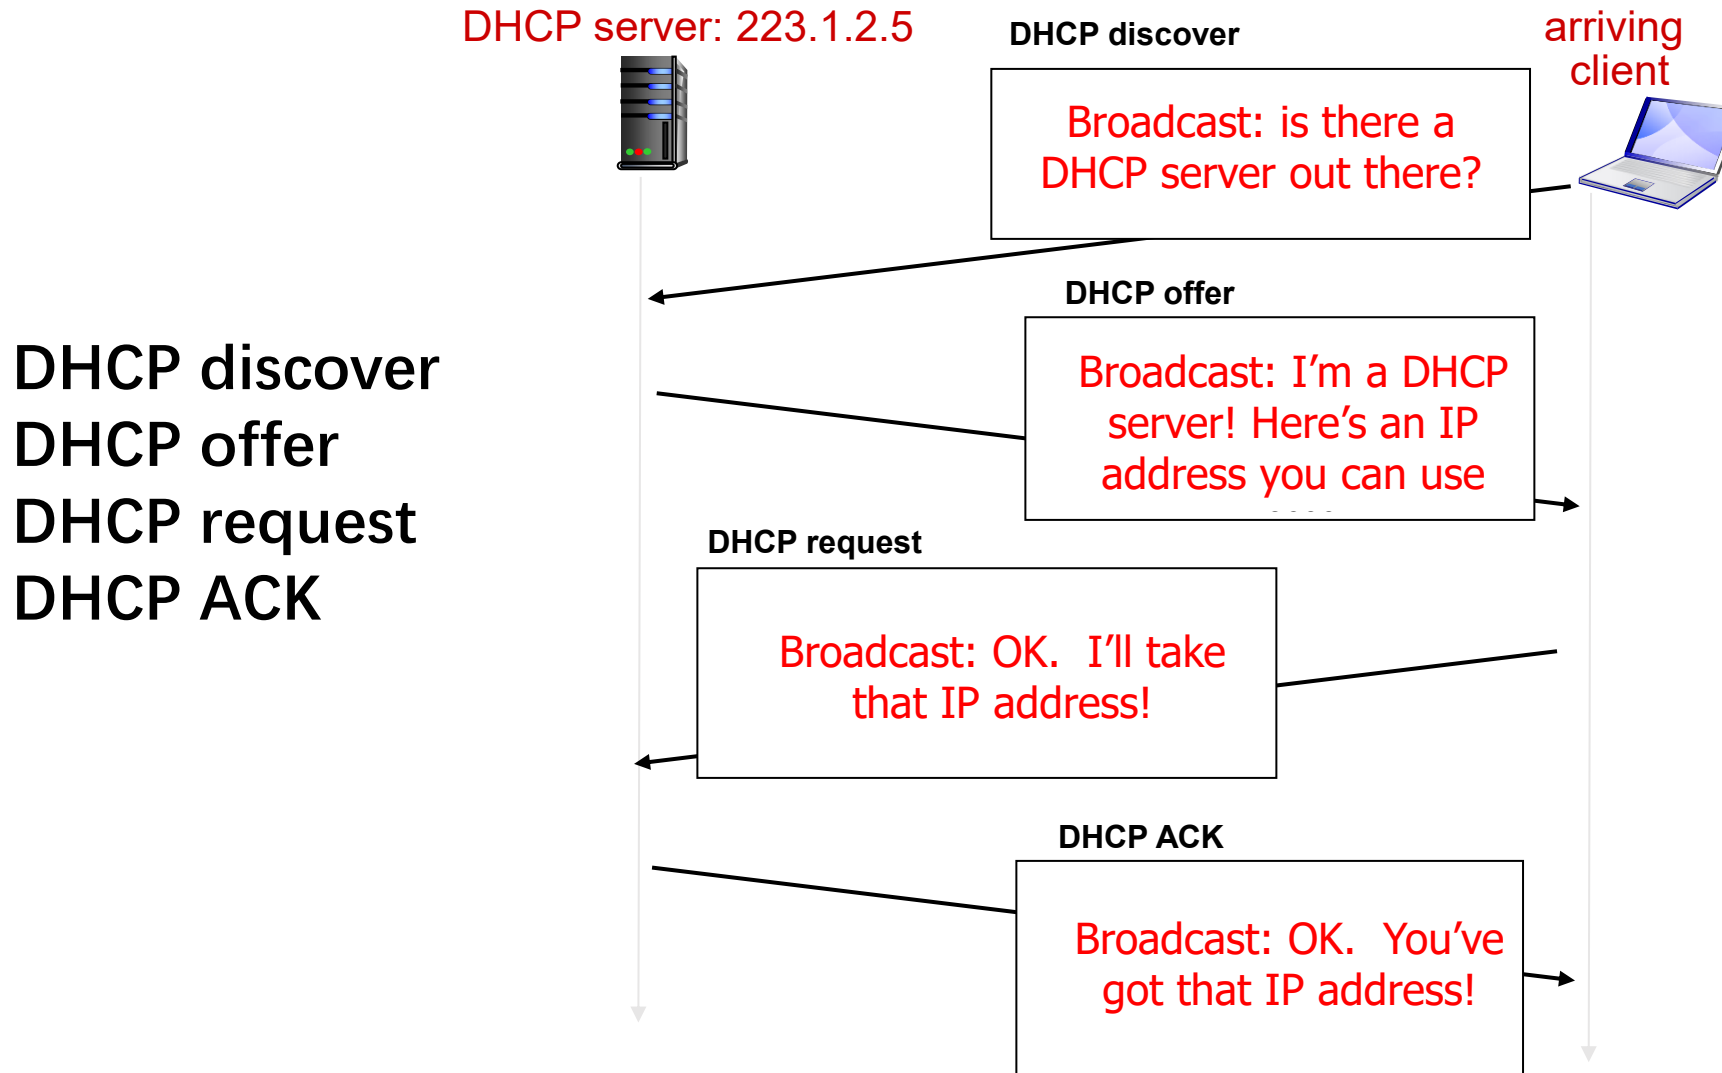 DHCP server: 223.1.2.5
DHCP discover
arriving
client
Broadcast: is there a
DHCP server out there?
DHCP offer
Broadcast: I’m a DHCP
server! Here’s an IP
address you can use
DHCP discover
DHCP offer
DHCP request
DHCP ACK
DHCP request
Broadcast: OK.  I’ll take
that IP address!
DHCP ACK
Broadcast: OK.  You’ve
got that IP address!